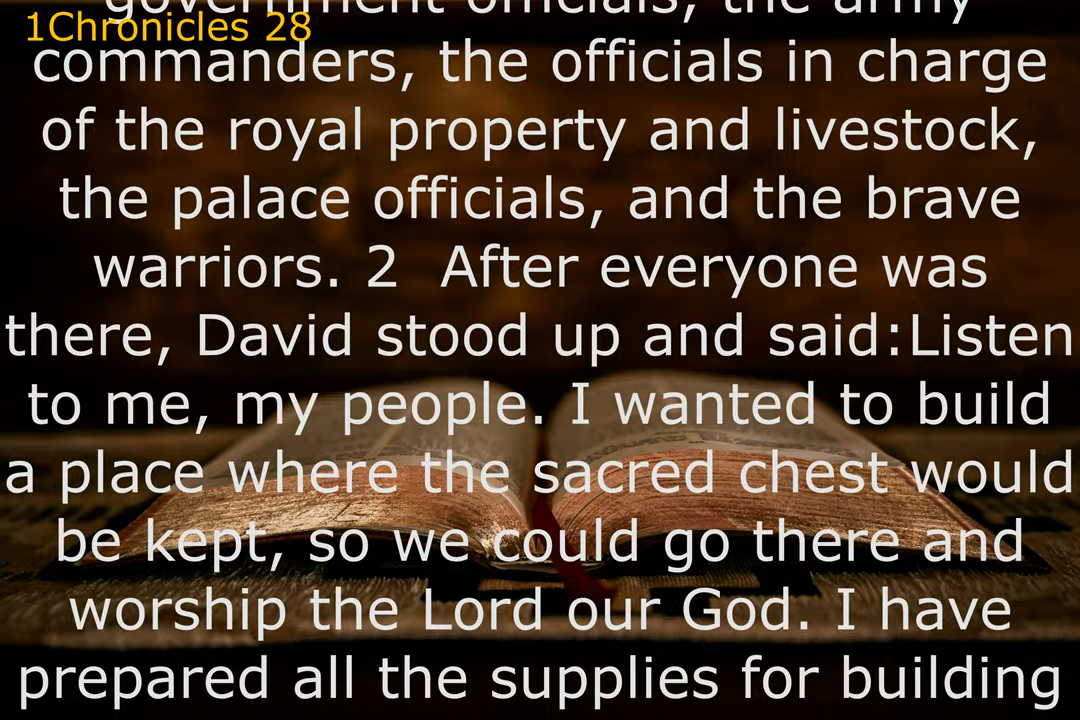 government officials, the army
1Chronicles 28
commanders, the officials in charge
of the royal property and livestock,
the palace officials, and the brave
warriors. 2  After everyone was
there, David stood up and said:Listen
to me, my people. I wanted to build
a place where the sacred chest would
be kept, so we could go there and
worship the Lord our God. I have
prepared all the supplies for building